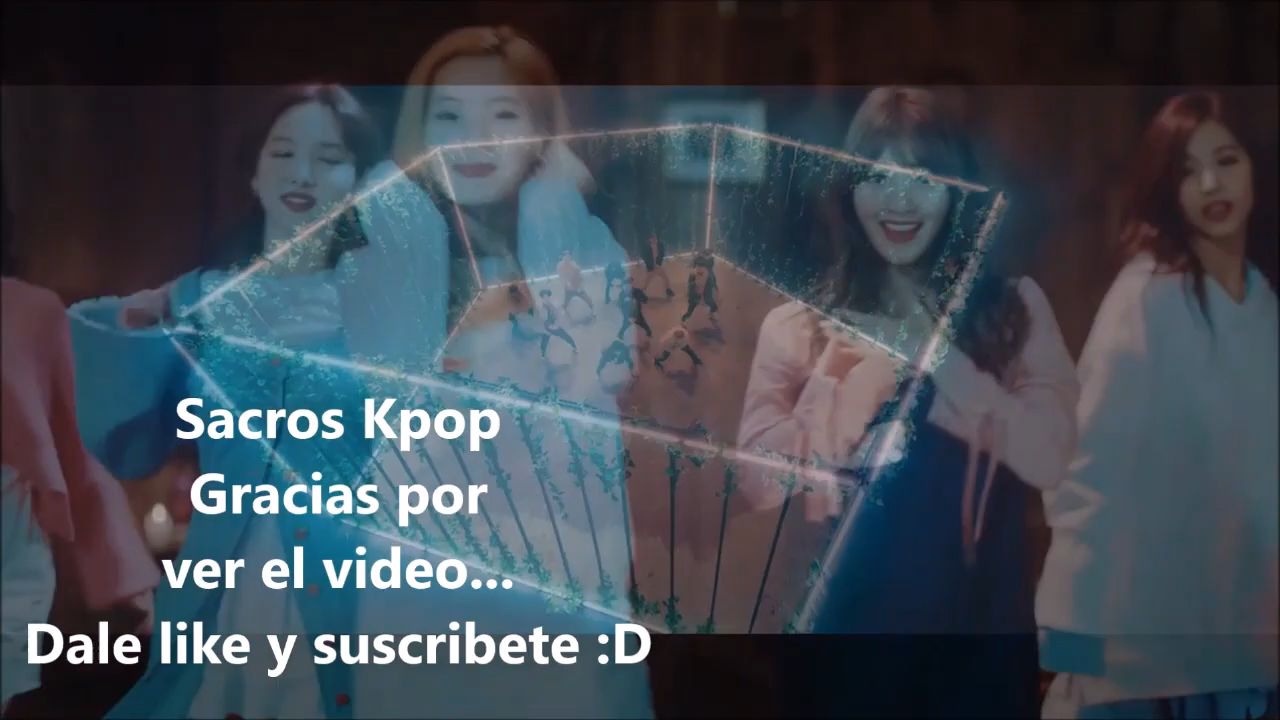 Sacros Kpop
Gracias por
ver el video...
Dale like y suscribete :D